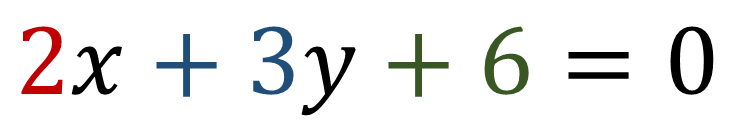 2x + 3y + 6 = 0